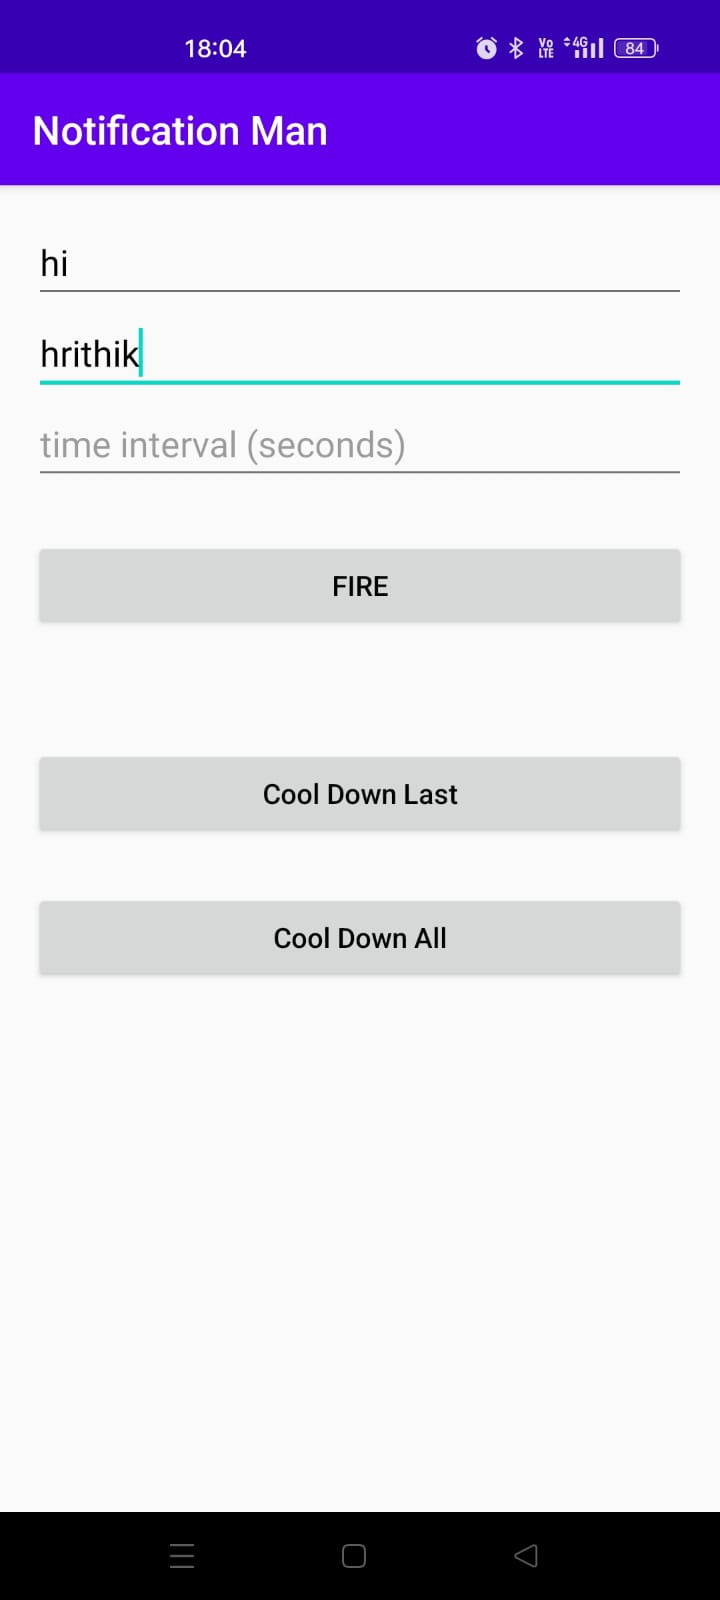 18:04
Vo LTE 4G 84
Notification Man
hi
hrithik
time interval (seconds)
FIRE
Cool Down Last
Cool Down All